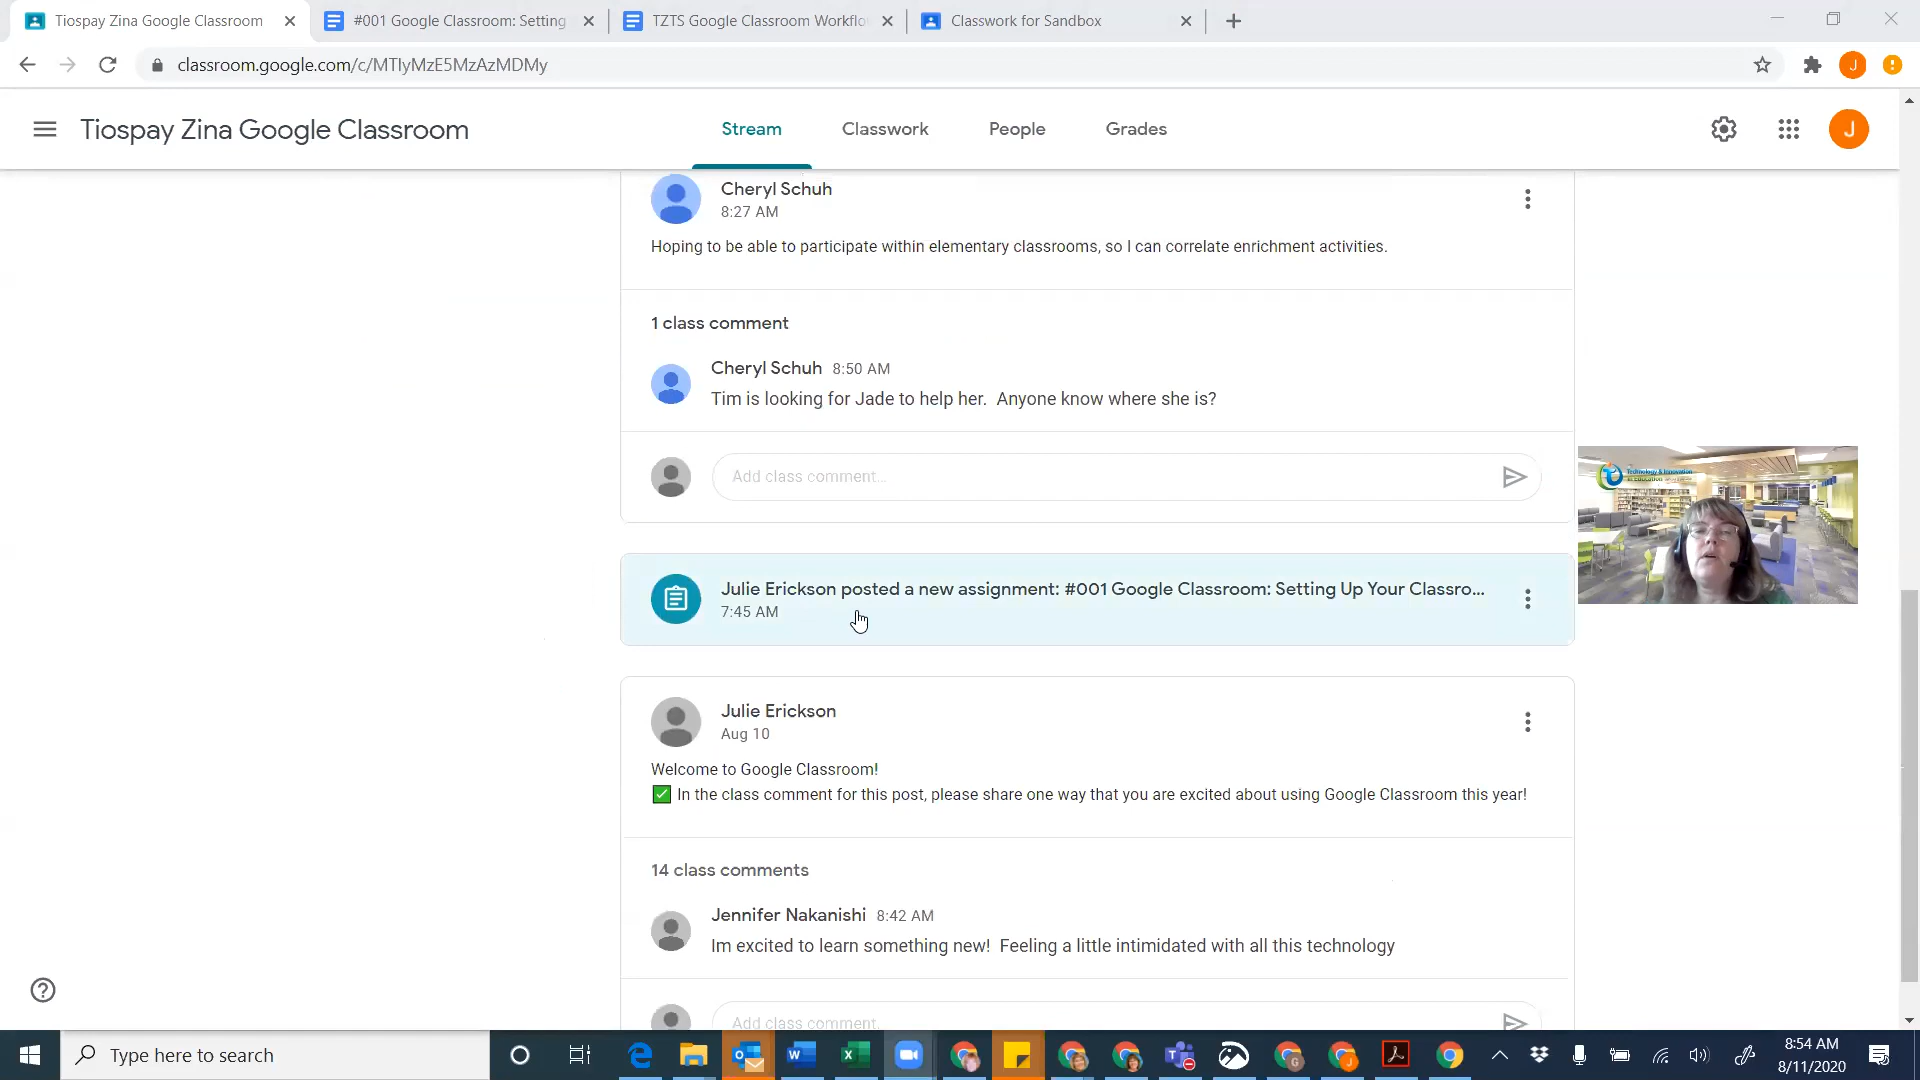 Tiospay Zina Google Classroom
#001 Google Classroom: Setting
TZTS Google Classroom Workflo
Classwork for Sandbox
classroom.google.com/c/MTIyMzE5MzAzMDMy
J
Tiospay Zina Google Classroom
Stream
Classwork
People
Grades
J
Cheryl Schuh
8:27 AM
Hoping to be able to participate within elementary classrooms, so I can correlate enrichment activities.
1 class comment
Cheryl Schuh 8:50 AM
Tim is looking for Jade to help her. Anyone know where she is?
Add class comment...
Technology & Innovation
in Education
Julie Erickson posted a new assignment: #001 Google Classroom: Setting Up Your Classro...
7:45 AM
Julie Erickson
Aug 10
Welcome to Google Classroom!
✅ In the class comment for this post, please share one way that you are excited about using Google Classroom this year!
14 class comments
Jennifer Nakanishi 8:42 AM
Im excited to learn something new! Feeling a little intimidated with all this technology
Add class comment.
Type here to search
8:54 AM
8/11/2020